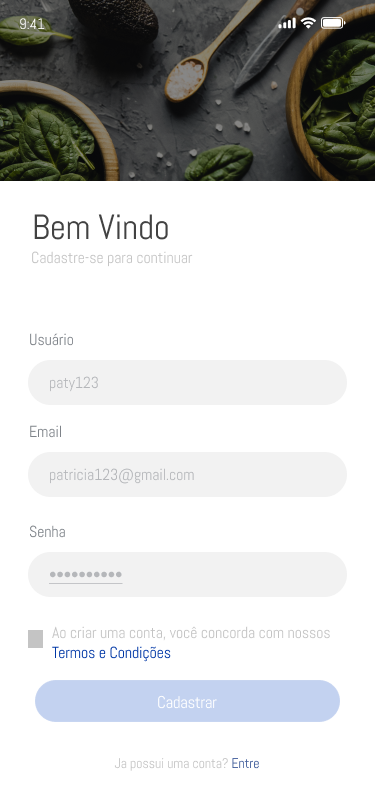 9:41
Bem Vindo
Cadastre-se para continuar
Usuário
paty123
Email
patricia123@gmail.com
Senha
••••••••••
Ao criar uma conta, você concorda com nossos
Termos e Condições
Cadastrar
Ja possui uma conta? Entre